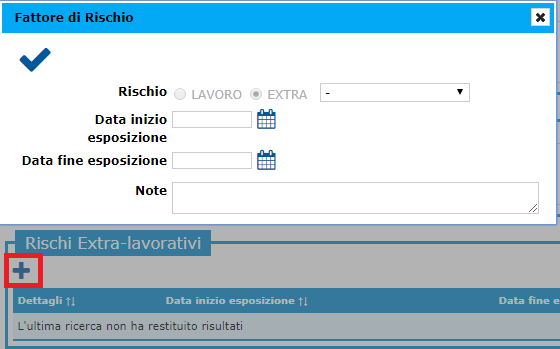 Fattore di Rischio
Rischio LAVORO EXTRA -
Data inizio
esposizione
Data fine esposizione
Note
Rischi Extra-lavorativi
Dettagli Data inizio esposizione Data fine e
L'ultima ricerca non ha restituito risultati